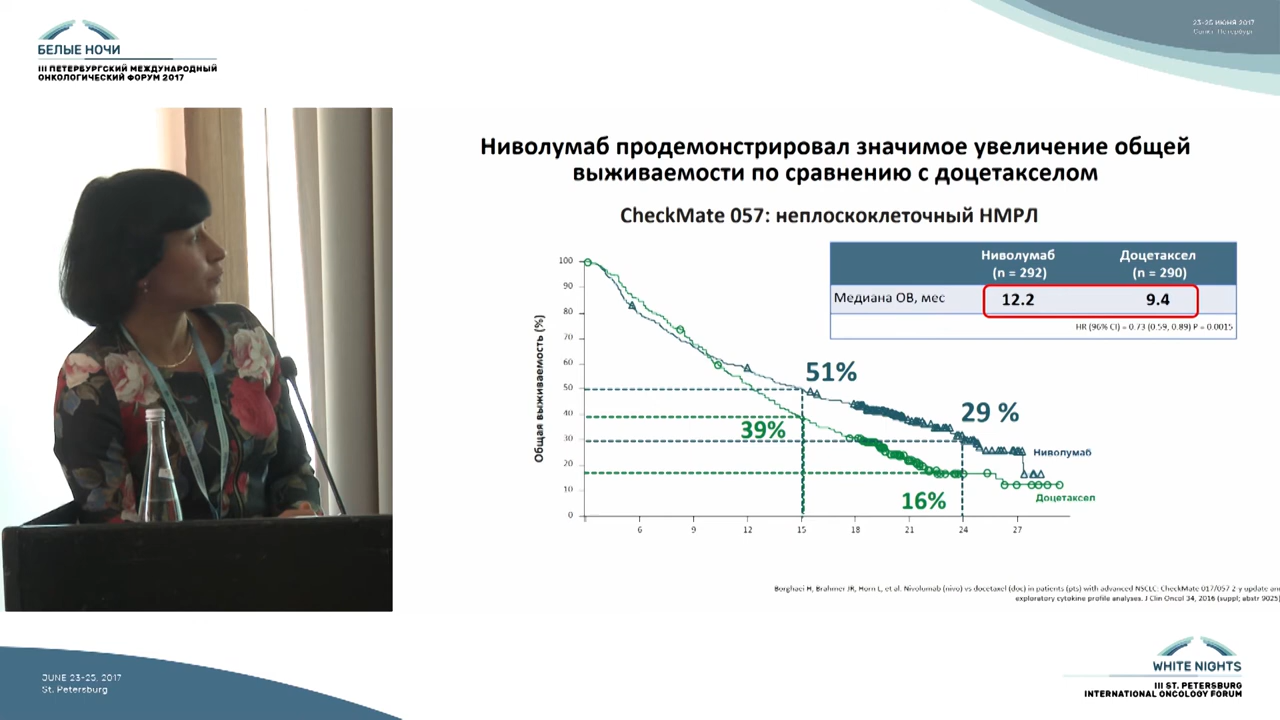 БЕЛЫЕ НОЧИ
III ПЕТЕРБУРГСКИЙ МЕЖДУНАРОДНЫЙ
ОНКОЛОГИЧЕСКИЙ ФОРУМ 2017
23-25 ИЮНЯ 2017
Санкт-Петербург
Ниволумаб продемонстрировал значимое увеличение общей
выживаемости по сравнению с доцетакселом
CheckMate 057: неплоскоклеточный НМРЛ
Ниволумаб Доцетаксел
(n = 292) (n = 290)
Медиана ОВ, мес 12.2 9.4
HR (96% CI) = 0.73 (0.59, 0.89) P = 0.0015
Общая выживаемость (%)
100
90
80
70
60
50
40
30
20
10
0
51%
39%
29 %
16%
Ниволумаб
Доцетаксел
6 9 12 15 18 21 24 27
Borghaei H, Brahmer JR, Horn L, et al. Nivolumab (nivo) vs docetaxel (doc) in patients (pts) with advanced NSCLC: CheckMate 017/057 2-y update and
exploratory cytokine profile analyses. J Clin Oncol 34, 2016 (suppl; abstr 9025)
JUNE 23-25, 2017
St. Petersburg
WHITE NIGHTS
III ST. PETERSBURG
INTERNATIONAL ONCOLOGY FORUM